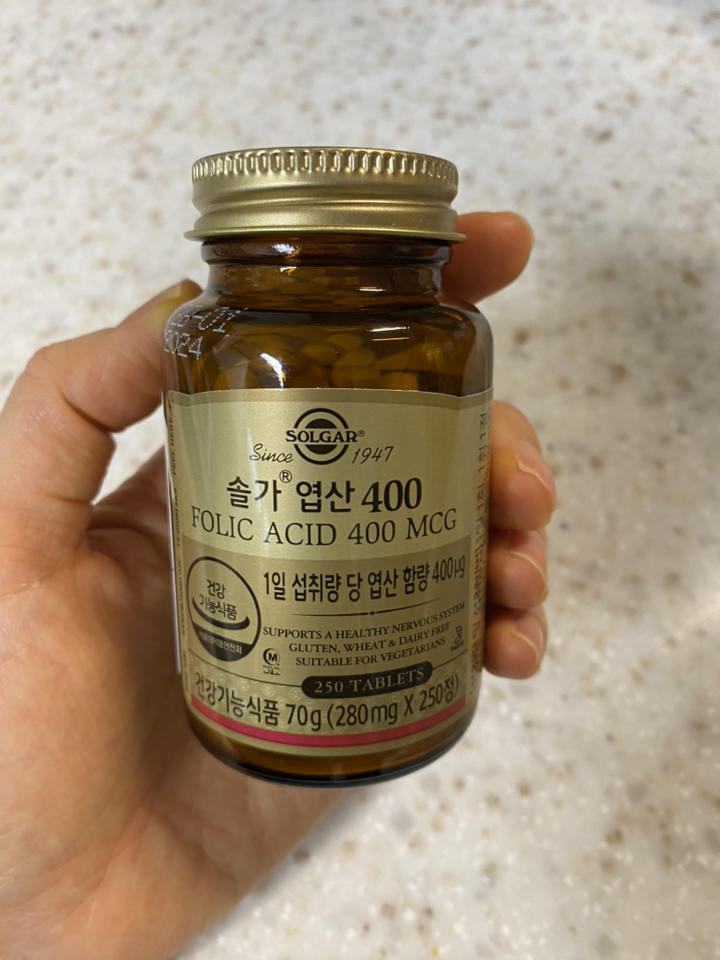 2024
SOLGAR®
Since 1947
솔가® 엽산 400
FOLIC ACID 400 MCG
1일 섭취량 당 엽산 함량 400μg
건강
기능식품
SUPPORTS A HEALTHY NERVOUS SYSTEM
GLUTEN, WHEAT & DAIRY FREE
SUITABLE FOR VEGETARIANS
250 TABLETS
건강기능식품 70g (280mg X 250정)